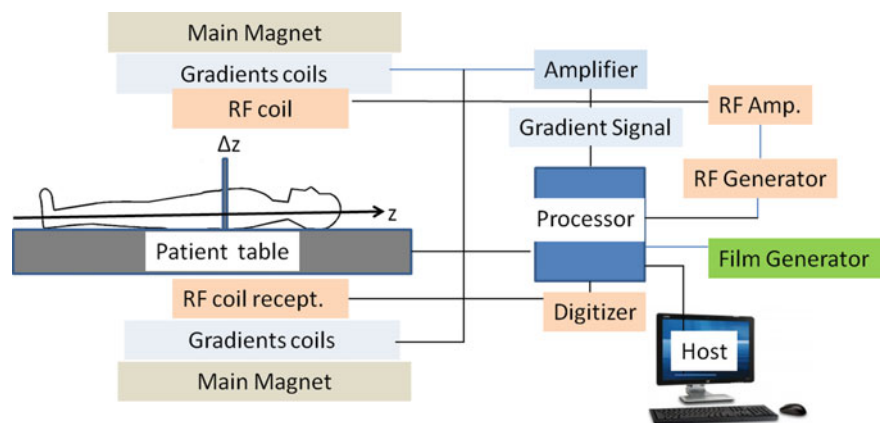 Main Magnet
Gradients coils
RF coil
Amplifier
RF Amp.
Gradient Signal
Δz
RF Generator
z
Processor
Patient table
Film Generator
RF coil recept.
Digitizer
Gradients coils
Host
Main Magnet